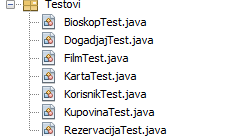 Testovi
BioskopTest.java
DogadjajTest.java
FilmTest.java
KartaTest.java
KorisnikTest.java
KupovinaTest.java
RezervacijaTest.java